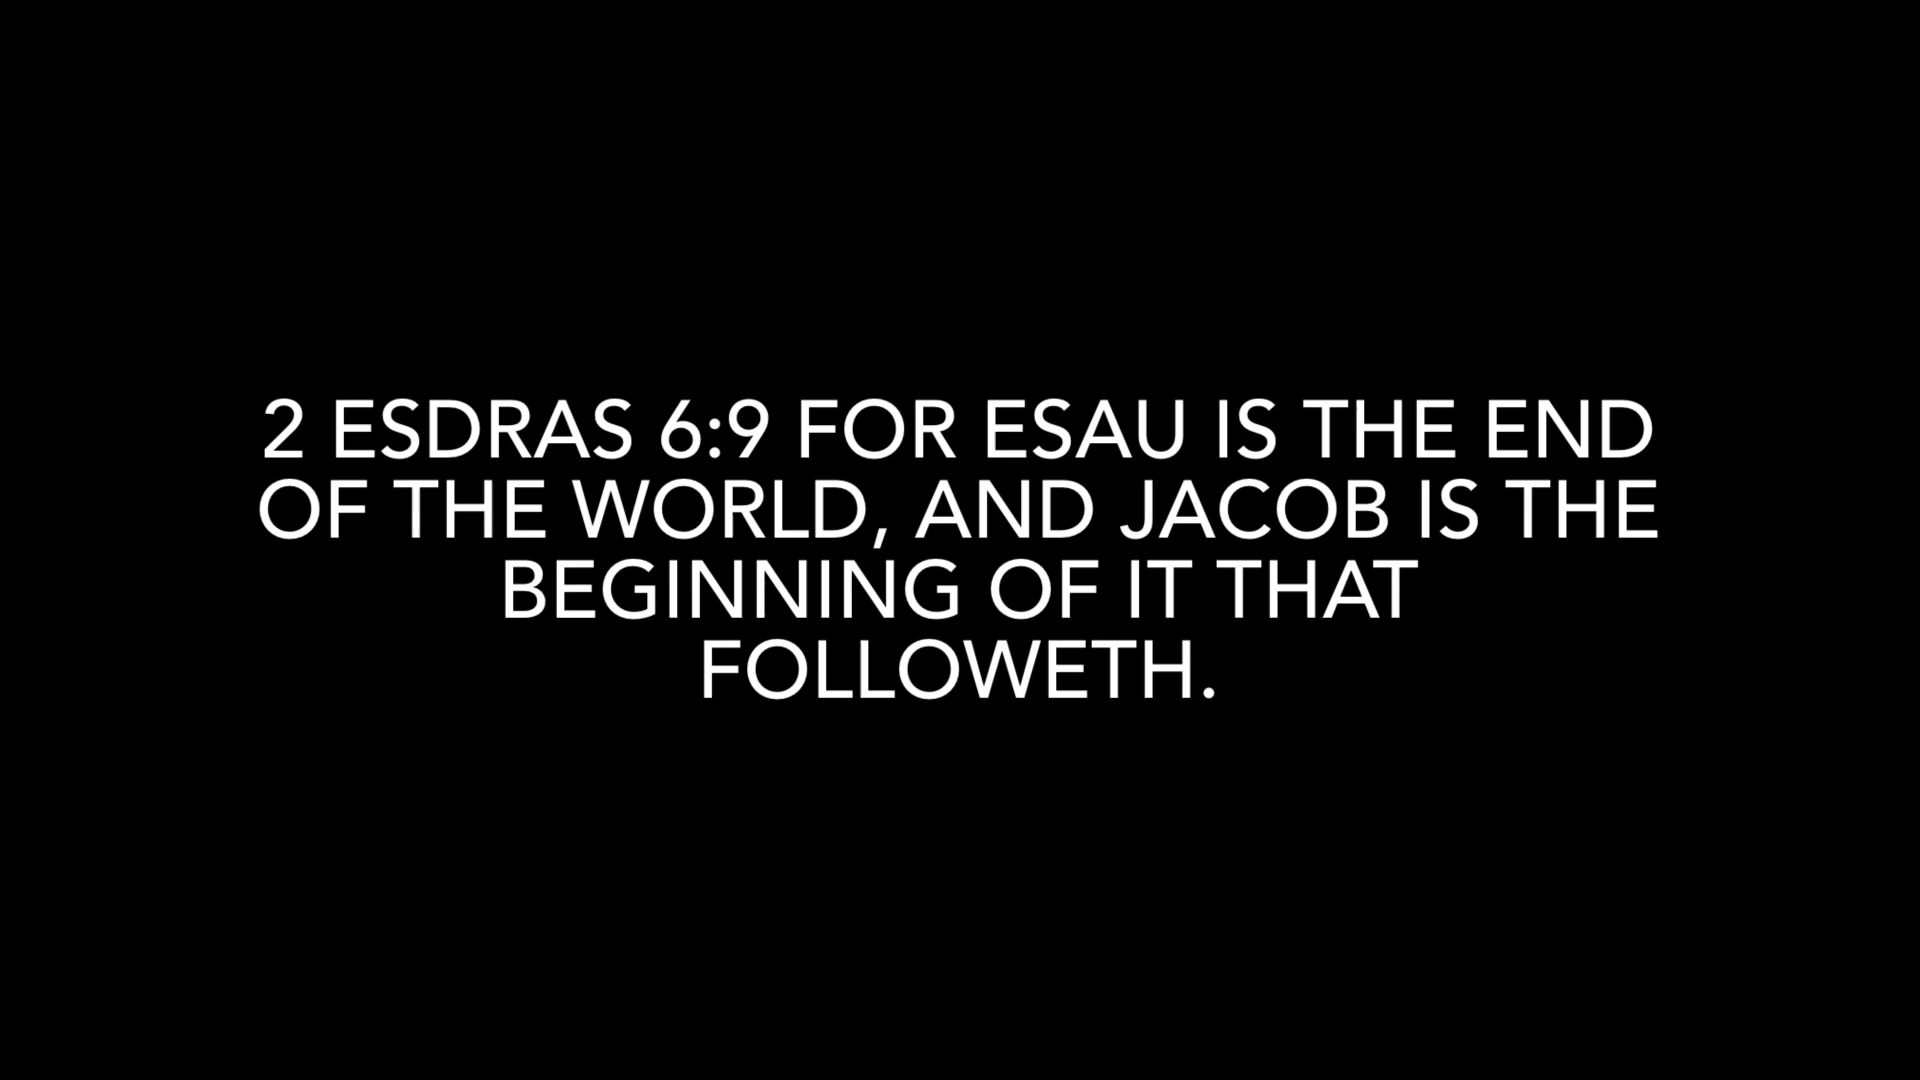 2 ESDRAS 6:9 FOR ESAU IS THE END
OF THE WORLD, AND JACOB IS THE
BEGINNING OF IT THAT
FOLLOWETH.